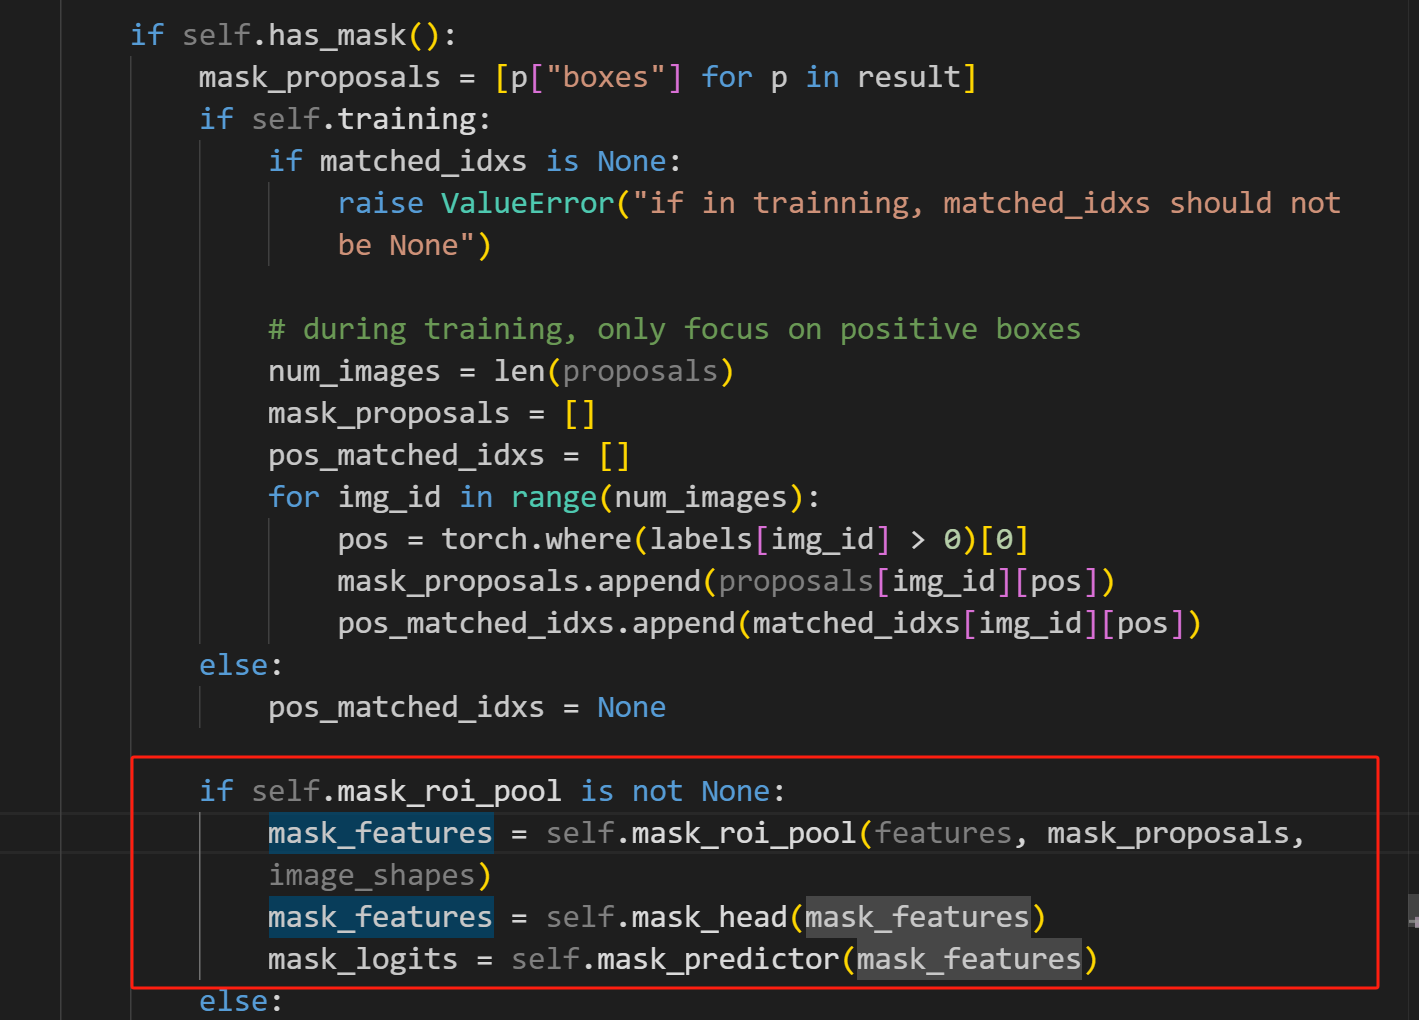 if self.has_mask():
mask_proposals = [p["boxes"] for p in result]
if self.training:
if matched_idxs is None:
raise ValueError("if in trainning, matched_idxs should not
be None")
# during training, only focus on positive boxes
num_images = len(proposals)
mask_proposals = []
pos_matched_idxs = []
for img_id in range(num_images):
pos = torch.where(labels[img_id] > 0)[0]
mask_proposals.append(proposals[img_id][pos])
pos_matched_idxs.append(matched_idxs[img_id][pos])
else:
pos_matched_idxs = None
if self.mask_roi_pool is not None:
mask_features = self.mask_roi_pool(features, mask_proposals,
image_shapes)
mask_features = self.mask_head(mask_features)
mask_logits = self.mask_predictor(mask_features)
else: